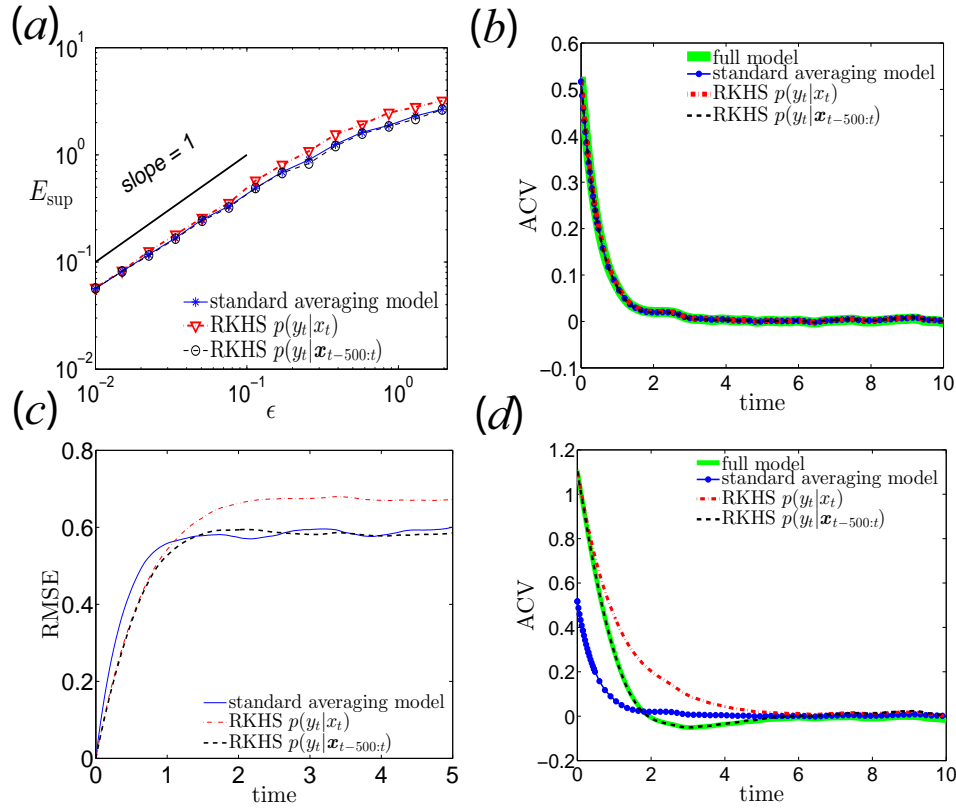 (a)
10^1
10^0
10^{-1}
10^{-2}
E_sup
slope = 1
standard averaging model
RKHS p(y_t|x_t)
RKHS p(y_t|x_{t−500:t})
10^{-2}
10^{-1}
10^0
ϵ
(b)
0.6
0.5
0.4
0.3
0.2
0.1
0
−0.1
ACV
full model
standard averaging model
RKHS p(y_t|x_t)
RKHS p(y_t|x_{t−500:t})
0 2 4 6 8 10
time
(c)
0.8
0.6
0.4
0.2
0
RMSE
standard averaging model
RKHS p(y_t|x_t)
RKHS p(y_t|x_{t−500:t})
0 1 2 3 4 5
time
(d)
1.2
1
0.8
0.6
0.4
0.2
0
−0.2
ACV
full model
standard averaging model
RKHS p(y_t|x_t)
RKHS p(y_t|x_{t−500:t})
0 2 4 6 8 10
time